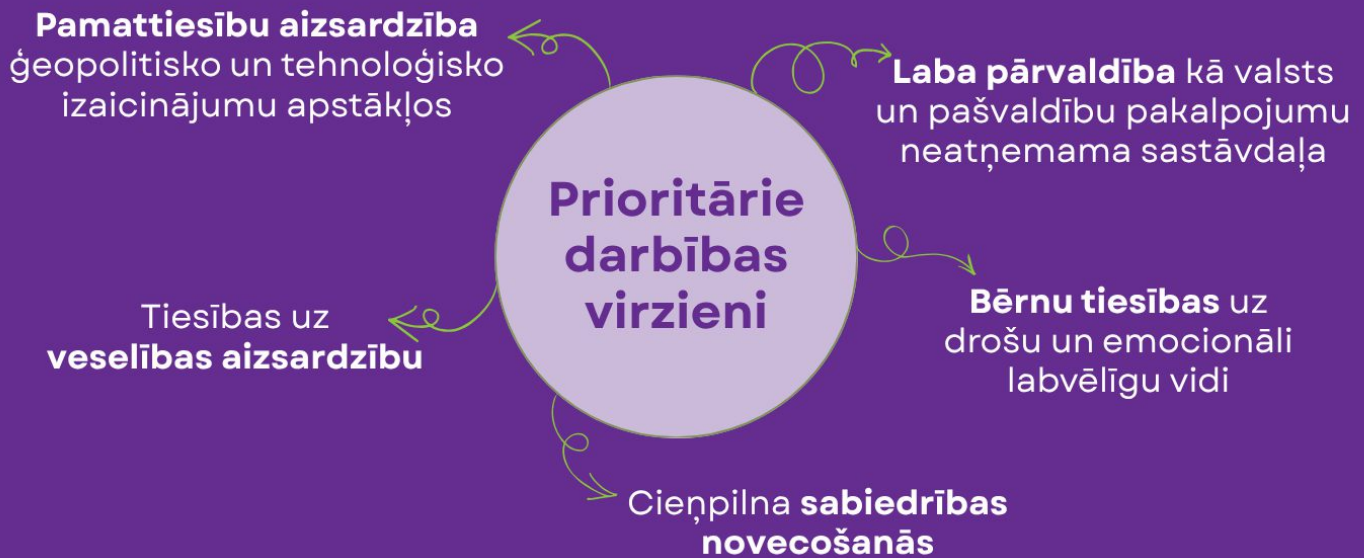 Pamattiesību aizsardzība
ģeopolitisko un tehnoloģisko
izaicinājumu apstākļos
Laba pārvaldība kā valsts
un pašvaldību pakalpojumu
neatņemama sastāvdaļa
Prioritārie
darbības
virzieni
Tiesības uz
veselības aizsardzību
Bērnu tiesības uz
drošu un emocionāli
labvēlīgu vidi
Cieņpilna sabiedrības
novecošanās